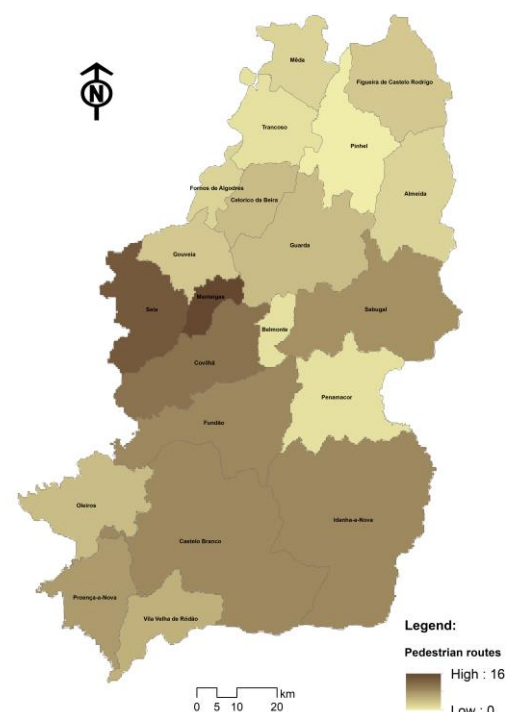 N
Mêda
Figueira de Castelo Rodrigo
Trancoso
Pinhel
Fornos de Algodres
Almeida
Celorico da Beira
Guarda
Gouveia
Manteigas
Seia
Sabugal
Belmonte
Covilhã
Penamacor
Fundão
Oleiros
Idanha-a-Nova
Castelo Branco
Proença-a-Nova
Vila Velha de Ródão
Legend:
Pedestrian routes
High : 16
Low : 0
km
0 5 10 20